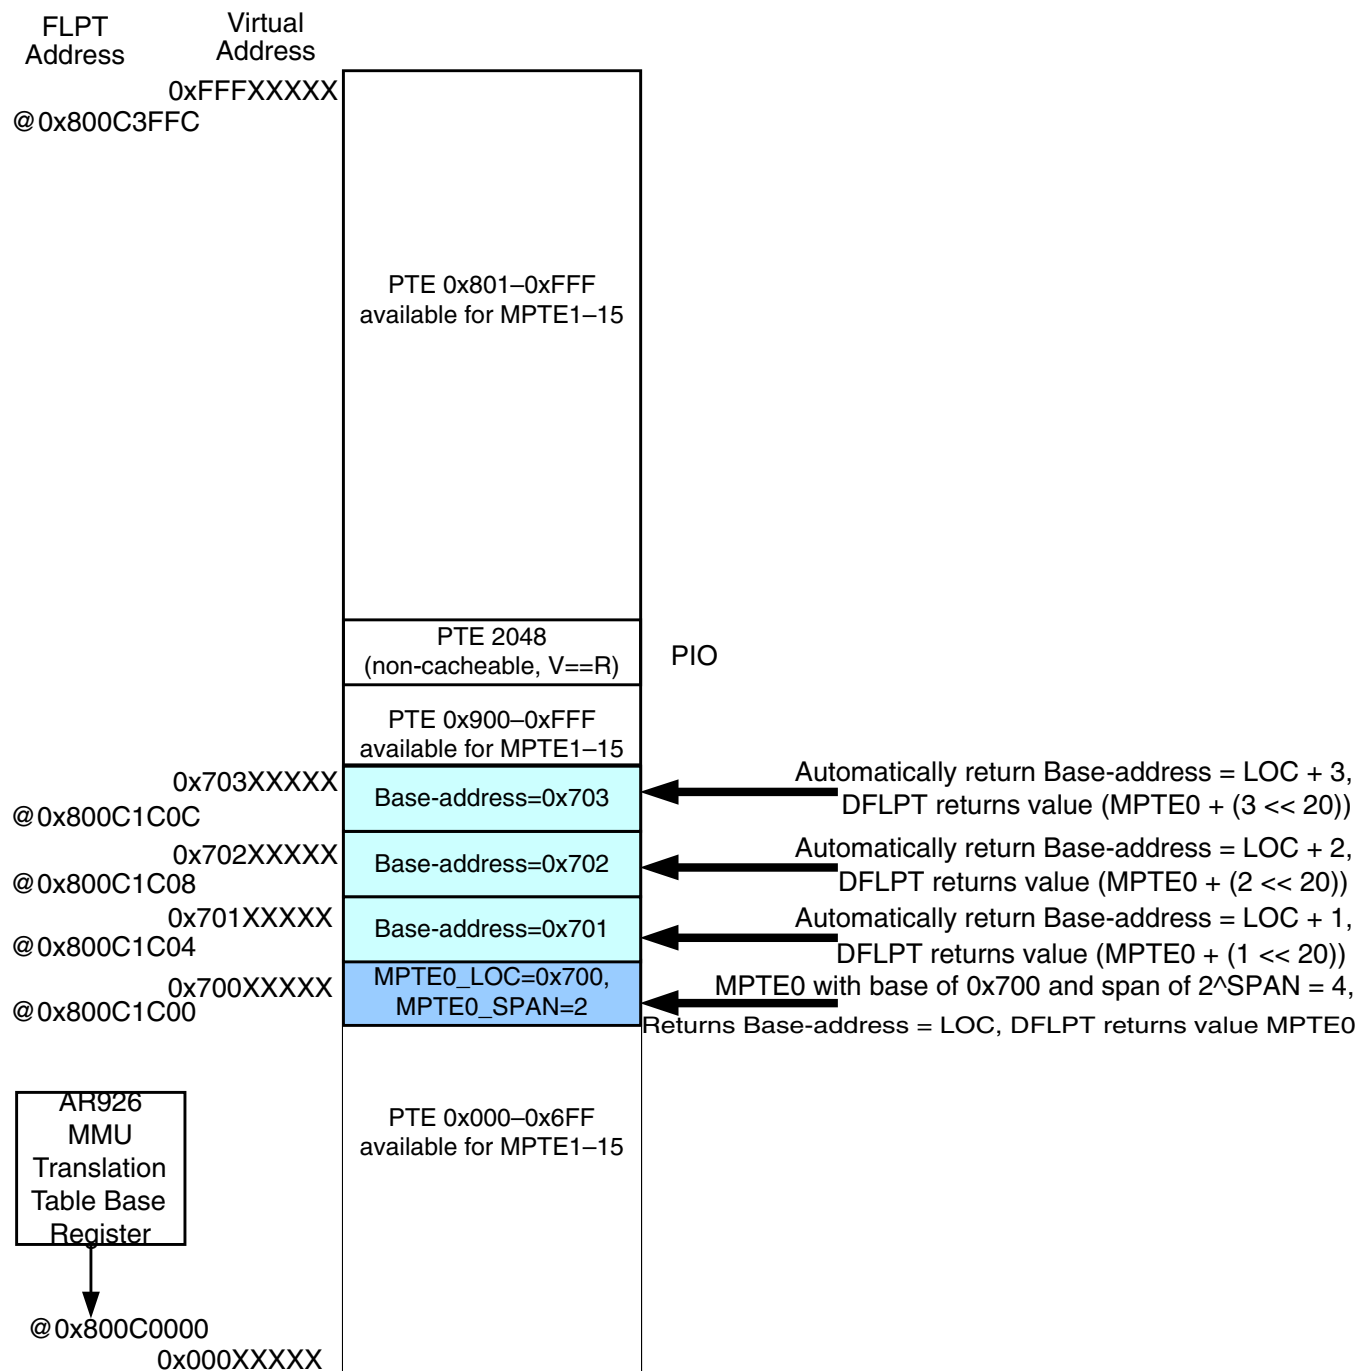 FLPT
Address
Virtual
Address
0xFFFXXXXX
@0x800C3FFC
PTE 0x801–0xFFF
available for MPTE1–15
PTE 2048
(non-cacheable, V==R)
PIO
PTE 0x900–0xFFF
available for MPTE1–15
0x703XXXXX
@0x800C1C0C
Base-address=0x703
Automatically return Base-address = LOC + 3,
DFLPT returns value (MPTE0 + (3 << 20))
0x702XXXXX
@0x800C1C08
Base-address=0x702
Automatically return Base-address = LOC + 2,
DFLPT returns value (MPTE0 + (2 << 20))
0x701XXXXX
@0x800C1C04
Base-address=0x701
Automatically return Base-address = LOC + 1,
DFLPT returns value (MPTE0 + (1 << 20))
0x700XXXXX
@0x800C1C00
MPTE0_LOC=0x700,
MPTE0_SPAN=2
MPTE0 with base of 0x700 and span of 2^SPAN = 4,
Returns Base-address = LOC, DFLPT returns value MPTE0
AR926
MMU
Translation
Table Base
Register
PTE 0x000–0x6FF
available for MPTE1–15
@0x800C0000
0x000XXXXX